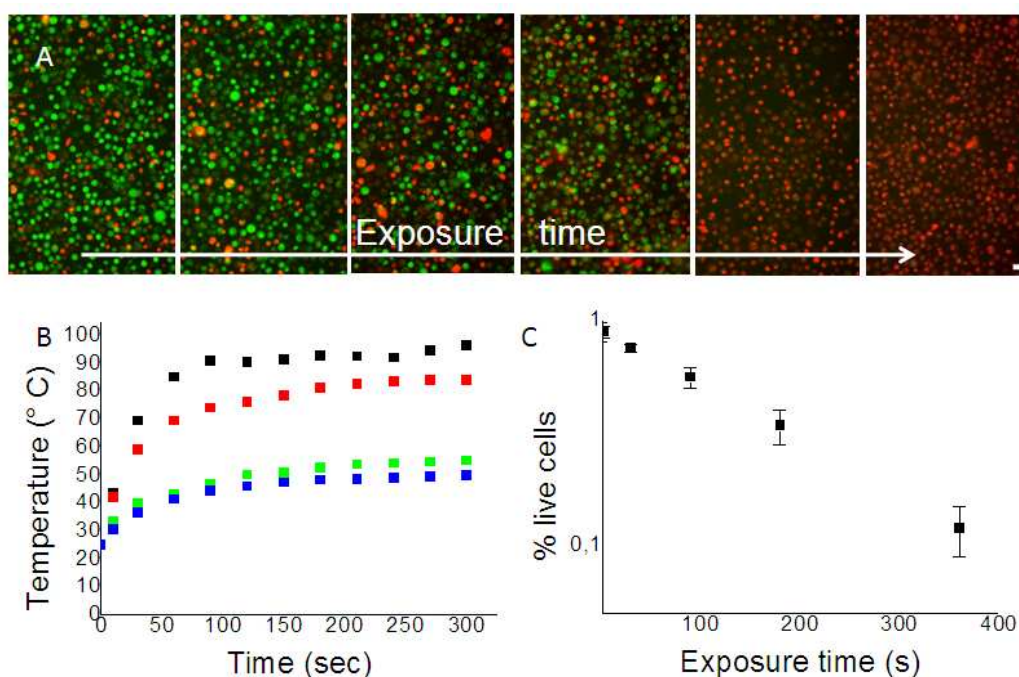 A
Exposure time
B
Temperature (° C)
100
90
80
70
60
50
40
30
20
10
0
0 50 100 150 200 250 300
Time (sec)
C
% live cells
1
0,1
100 200 300 400
Exposure time (s)